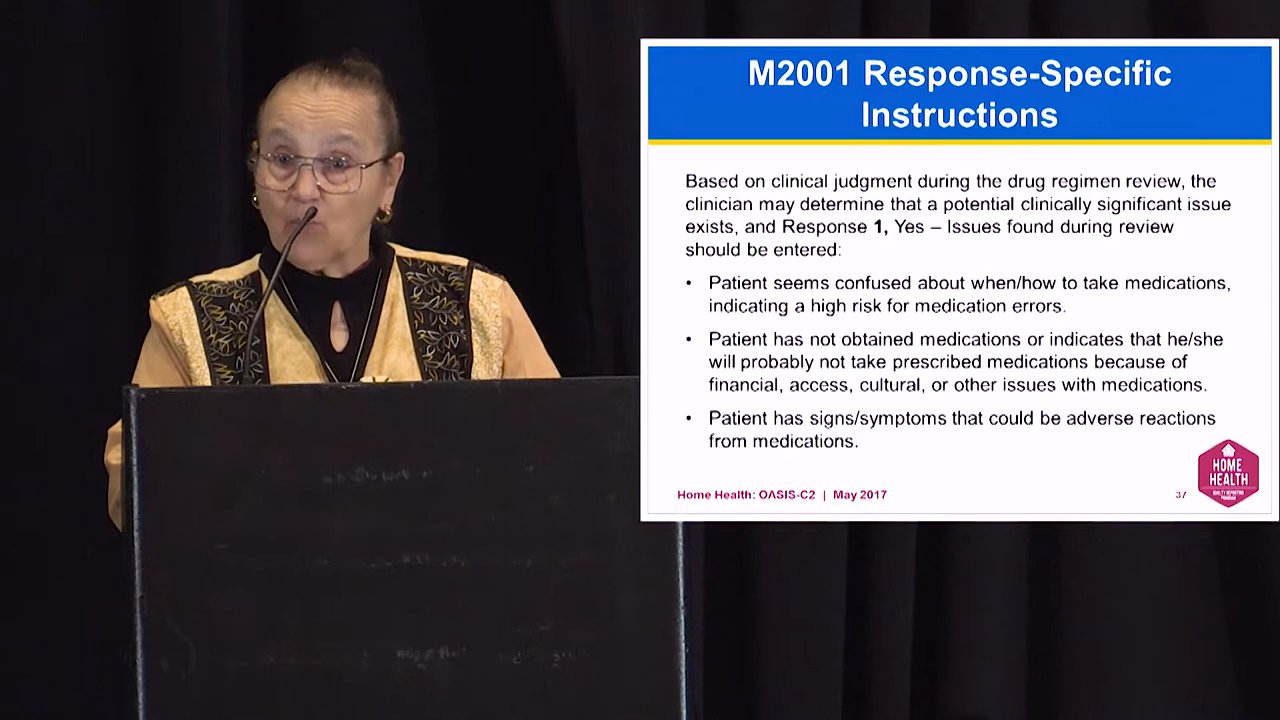 M2001 Response-Specific
Instructions
Based on clinical judgment during the drug regimen review, the
clinician may determine that a potential clinically significant issue
exists, and Response 1, Yes – Issues found during review
should be entered:
• Patient seems confused about when/how to take medications,
indicating a high risk for medication errors.
• Patient has not obtained medications or indicates that he/she
will probably not take prescribed medications because of
financial, access, cultural, or other issues with medications.
• Patient has signs/symptoms that could be adverse reactions
from medications.
HOME
HEALTH
QUALITY REPORTING
PROGRAM
Home Health: OASIS-C2 | May 2017
37